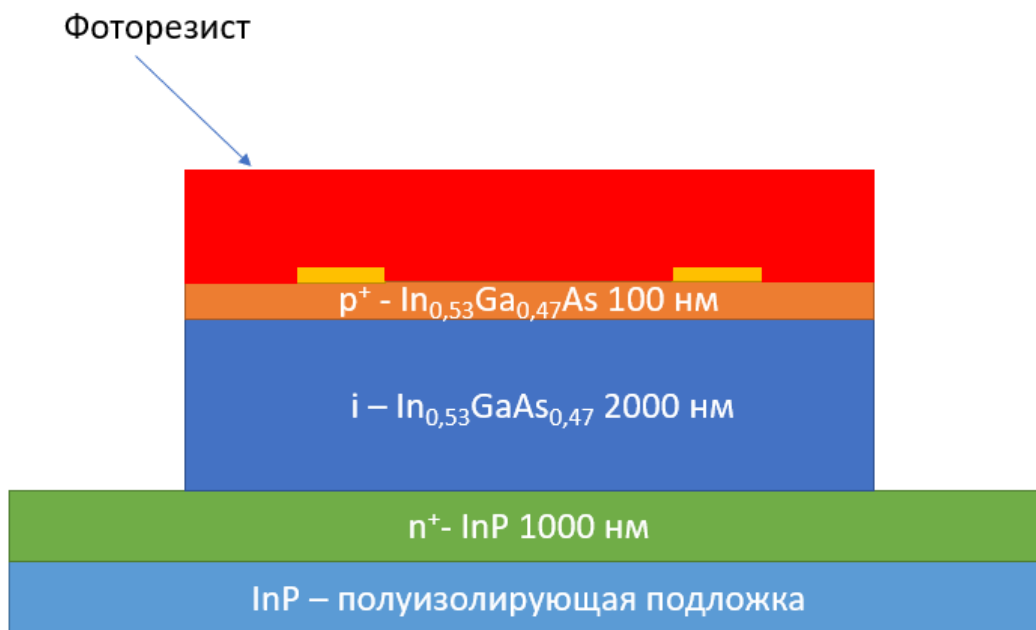 Фоторезист
p⁺ - In₀,₅₃Ga₀,₄₇As 100 нм
i – In₀,₅₃GaAs₀,₄₇ 2000 нм
n⁺- InP 1000 нм
InP – полуизолирующая подложка